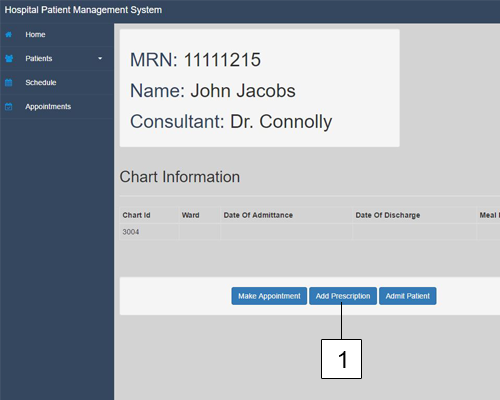 Hospital Patient Management System
Home
Patients
Schedule
Appointments
MRN: 11111215
Name: John Jacobs
Consultant: Dr. Connolly
Chart Information
Chart Id Ward Date Of Admittance Date Of Discharge Meal
3004
Make Appointment Add Prescription Admit Patient
1